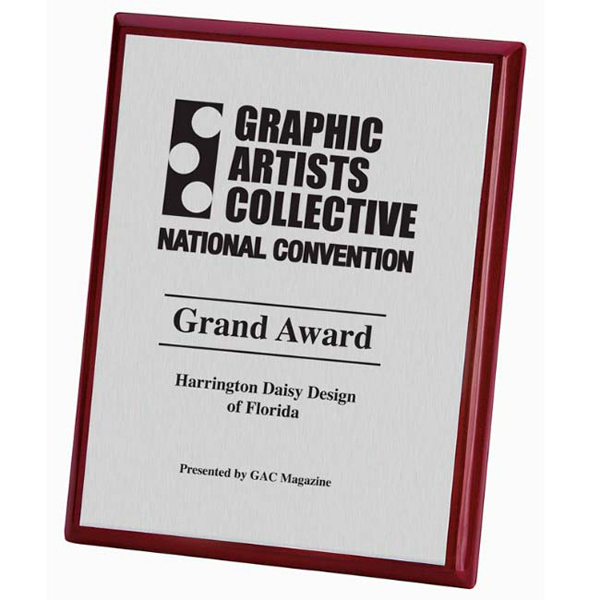 GRAPHIC
ARTISTS
COLLECTIVE
NATIONAL CONVENTION
Grand Award
Harrington Daisy Design
of Florida
Presented by GAC Magazine